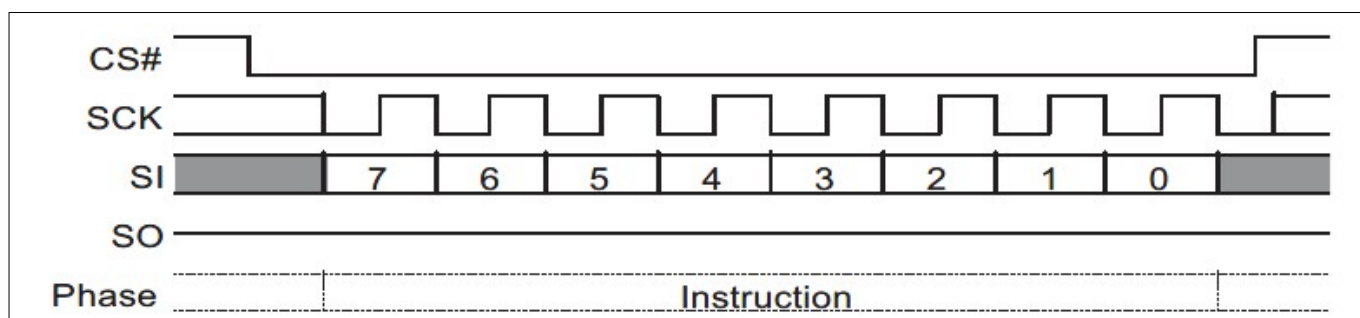 CS#
SCK
SI 7 6 5 4 3 2 1 0
SO
Phase Instruction